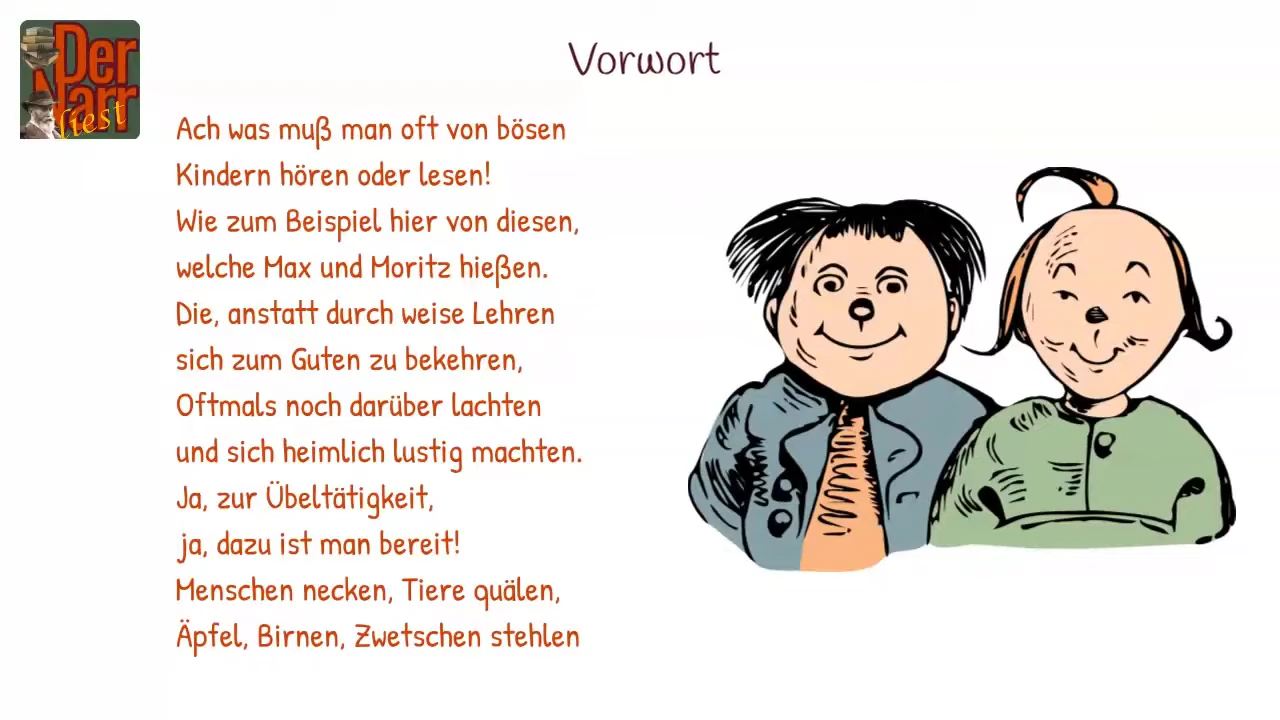 Der
Narr
liest
Vorwort
Ach was muß man oft von bösen
Kindern hören oder lesen!
Wie zum Beispiel hier von diesen,
welche Max und Moritz hießen.
Die, anstatt durch weise Lehren
sich zum Guten zu bekehren,
Oftmals noch darüber lachten
und sich heimlich lustig machten.
Ja, zur Übeltätigkeit,
ja, dazu ist man bereit!
Menschen necken, Tiere quälen,
Äpfel, Birnen, Zwetschen stehlen